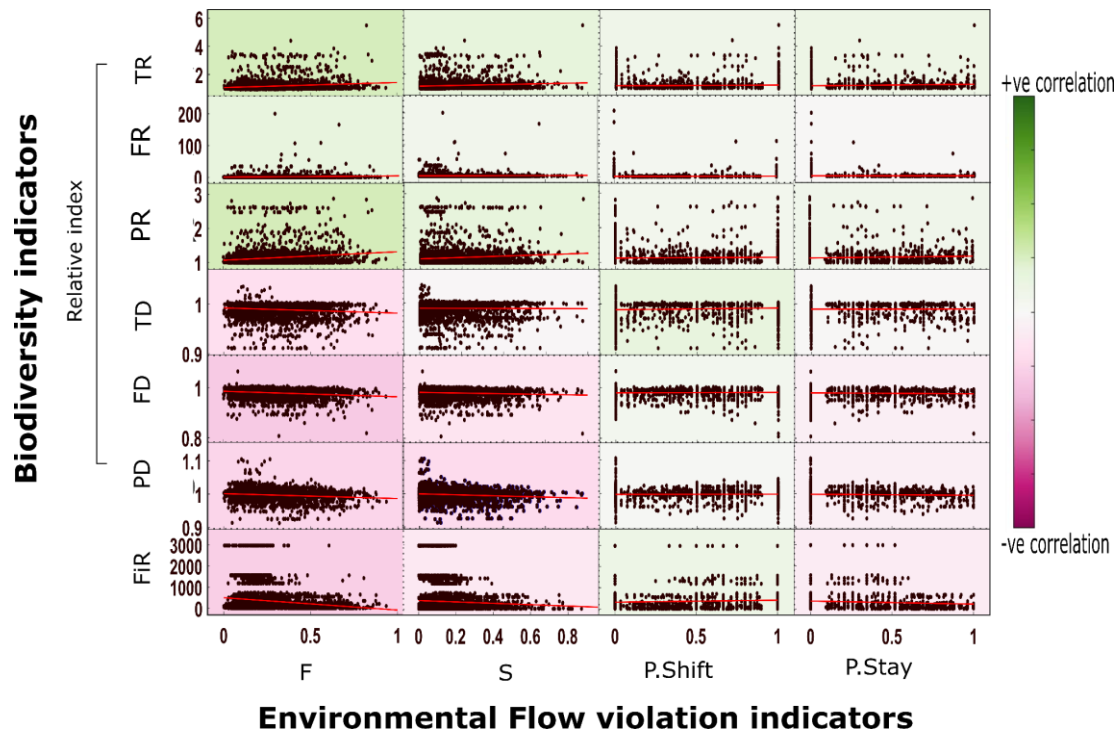 Biodiversity indicators
Relative index
TR
FR
PR
TD
FD
PD
FiR
6
4
2
200
100
0
3
2
1
1
0.9
1
0.8
1.1
1
0.9
3000
2000
1000
0
0 0.5 1
0 0.2 0.4 0.6 0.8
0 0.5 1
0 0.5 1
F S P.Shift P.Stay
Environmental Flow violation indicators
+ve correlation
-ve correlation